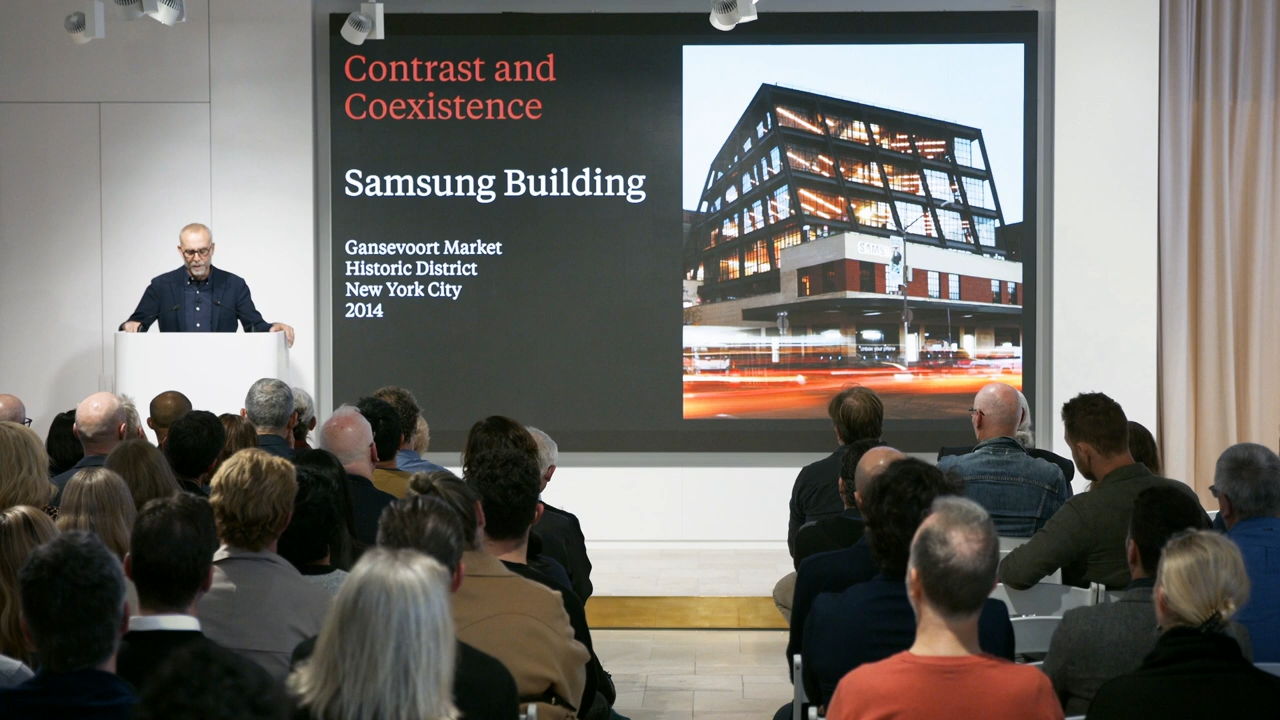 Contrast and
Coexistence
Samsung Building
Gansevoort Market
Historic District
New York City
2014